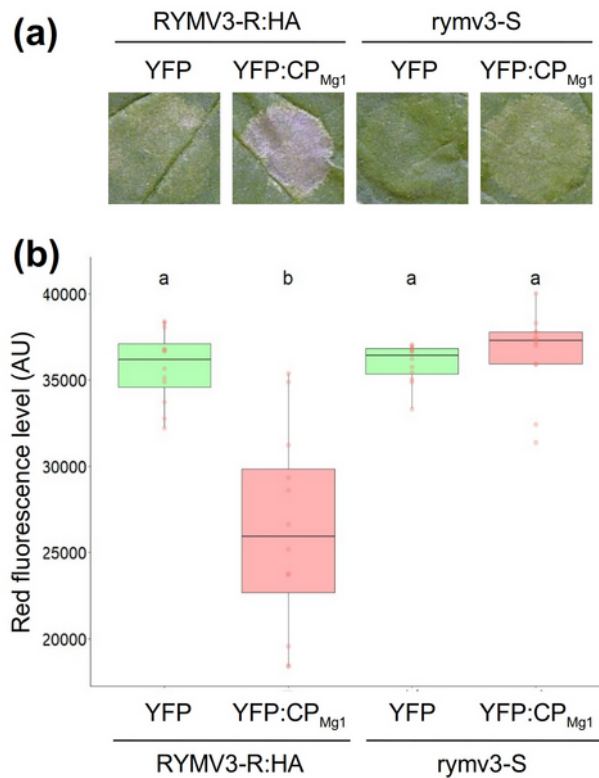 (a)
RYMV3-R:HA rymv3-S
YFP YFP:CPMg1 YFP YFP:CPMg1
(b)
a b a a
Red fluorescence level (AU)
40000
35000
30000
25000
20000
YFP YFP:CPMg1 YFP YFP:CPMg1
RYMV3-R:HA rymv3-S